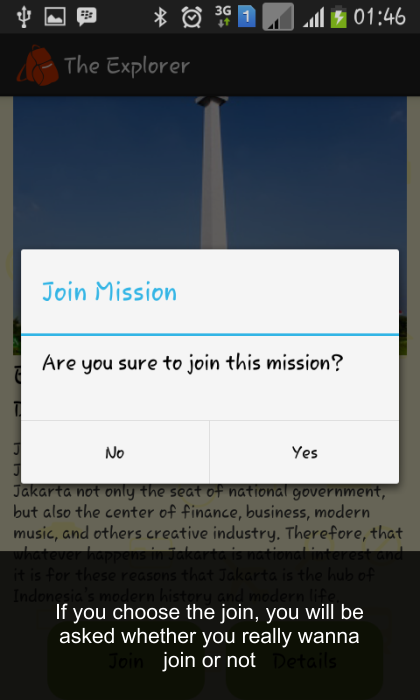 3G 1 01:46
The Explorer
Join Mission
Are you sure to join this mission?
No Yes
Jakarta not only the seat of national government,
but also the center of finance, business, modern
music, and others creative industry. Therefore, that
whatever happens in Jakarta is national interest and
it is for these reasons that Jakarta is the hub of
Indonesia's modern history and modern life.
If you choose the join, you will be
asked whether you really wanna
join or not
Join Details